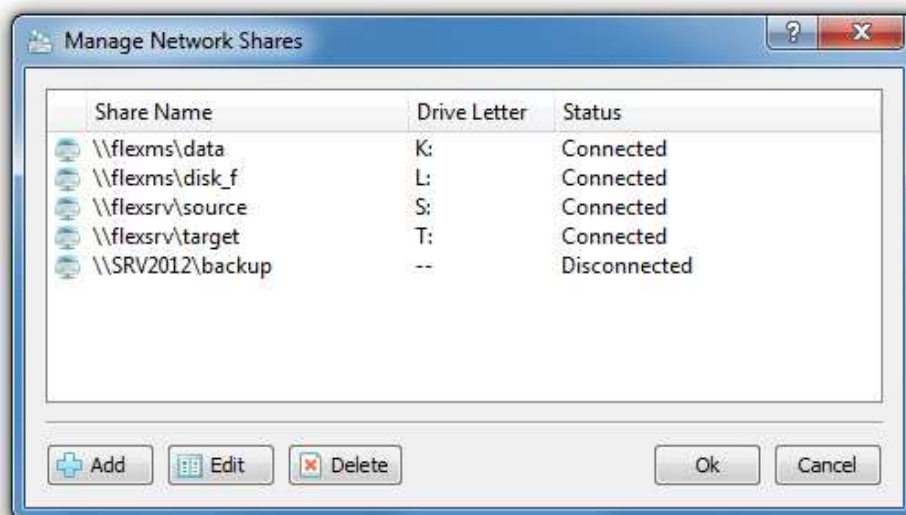 Manage Network Shares
?
Share Name Drive Letter Status
\\flexms\data K: Connected
\\flexms\disk_f L: Connected
\\flexsrv\source S: Connected
\\flexsrv\target T: Connected
\\SRV2012\backup -- Disconnected
Add Edit Delete Ok Cancel